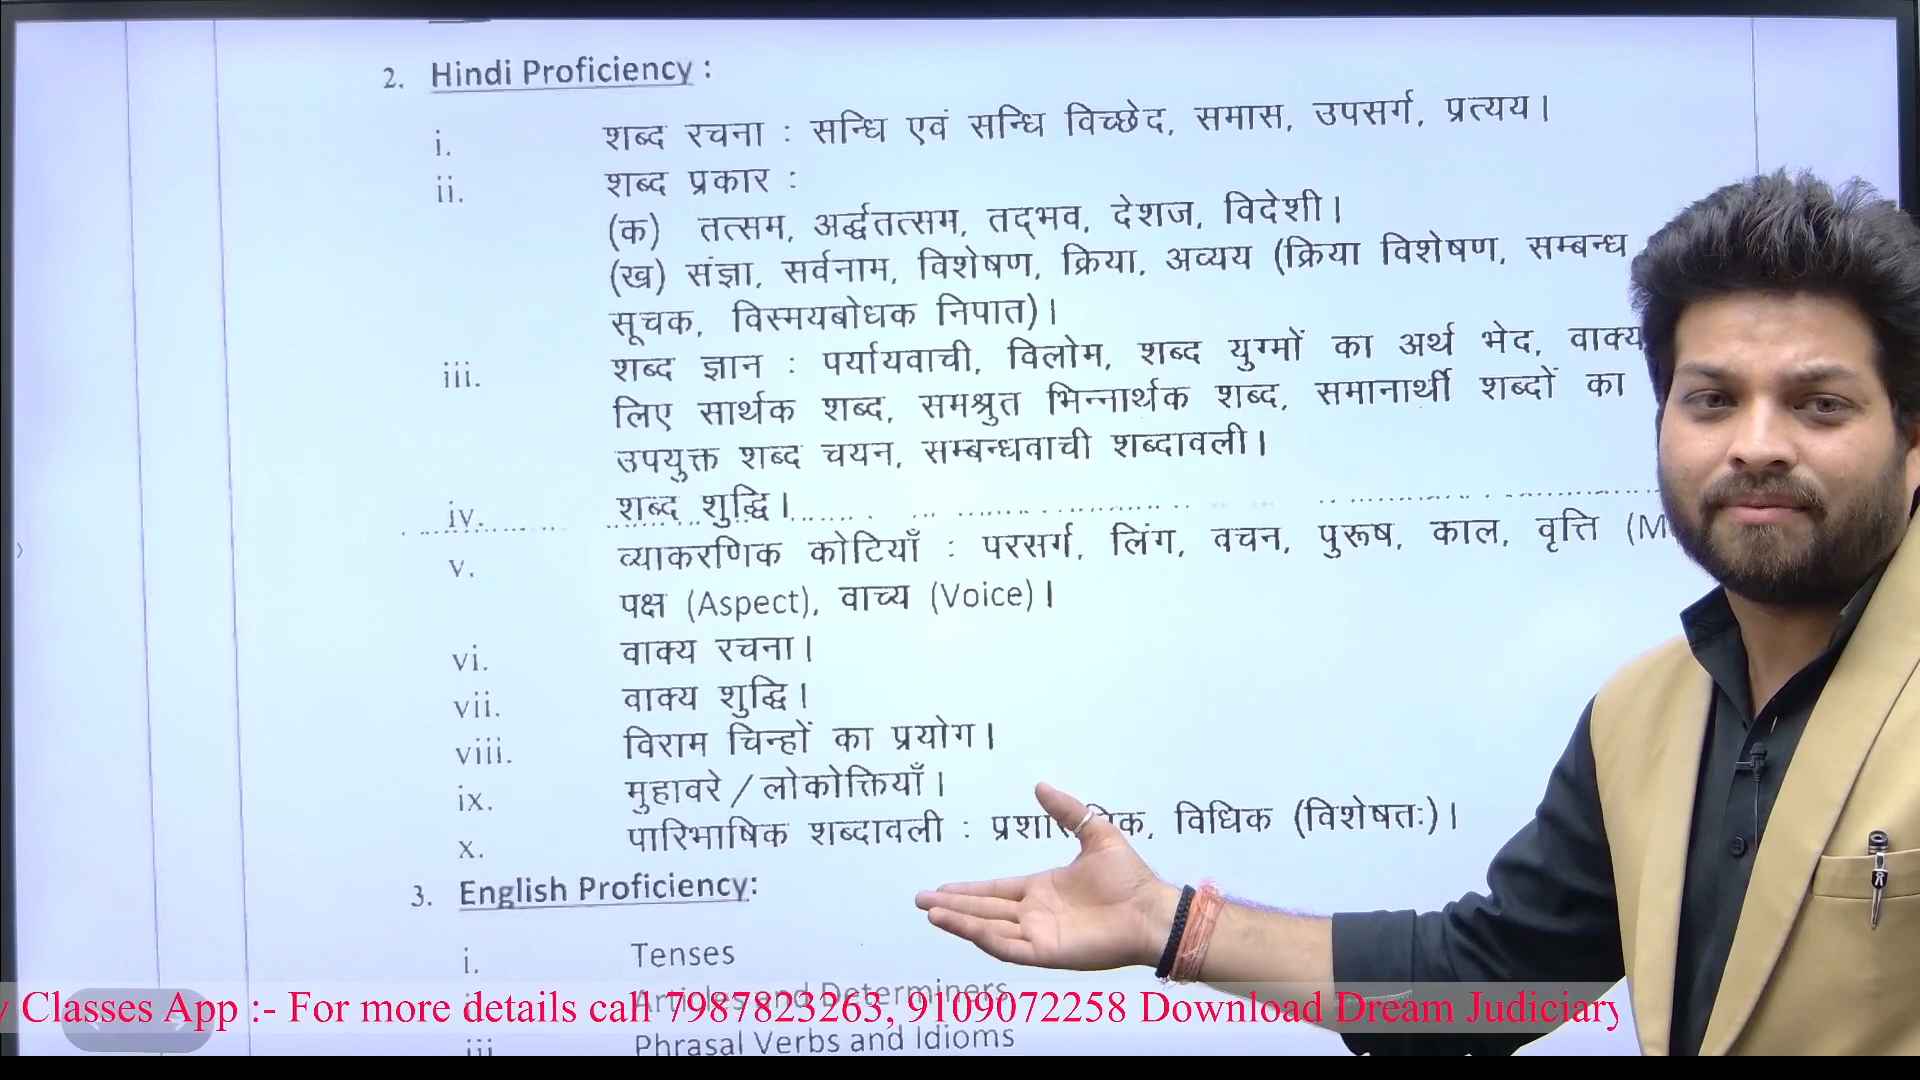 2. Hindi Proficiency :
i. शब्द रचना : सन्धि एवं सन्धि विच्छेद, समास, उपसर्ग, प्रत्यय।
ii. शब्द प्रकार :
(क) तत्सम, अर्द्धतत्सम, तद्भव, देशज, विदेशी।
(ख) संज्ञा, सर्वनाम, विशेषण, क्रिया, अव्यय (क्रिया विशेषण, सम्बन्ध
सूचक, विस्मयबोधक निपात)।
iii. शब्द ज्ञान : पर्यायवाची, विलोम, शब्द युग्मों का अर्थ भेद, वाक्य
लिए सार्थक शब्द, समश्रुत भिन्नार्थक शब्द, समानार्थी शब्दों का
उपयुक्त शब्द चयन, सम्बन्धवाची शब्दावली।
iv. शब्द शुद्धि।
v. व्याकरणिक कोटियाँ : परसर्ग, लिंग, वचन, पुरूष, काल, वृत्ति
पक्ष (Aspect), वाच्य (Voice)।
vi. वाक्य रचना।
vii. वाक्य शुद्धि।
viii. विराम चिन्हों का प्रयोग।
ix. मुहावरे / लोकोक्तियाँ।
x. पारिभाषिक शब्दावली : विधिक (विशेषतः)।
3. English Proficiency:
i. Tenses
Articles and Determiners
y Classes App :- For more details call 7987823263, 9109072258 Download Dream Judiciary
iii Phrasal Verbs and Idioms